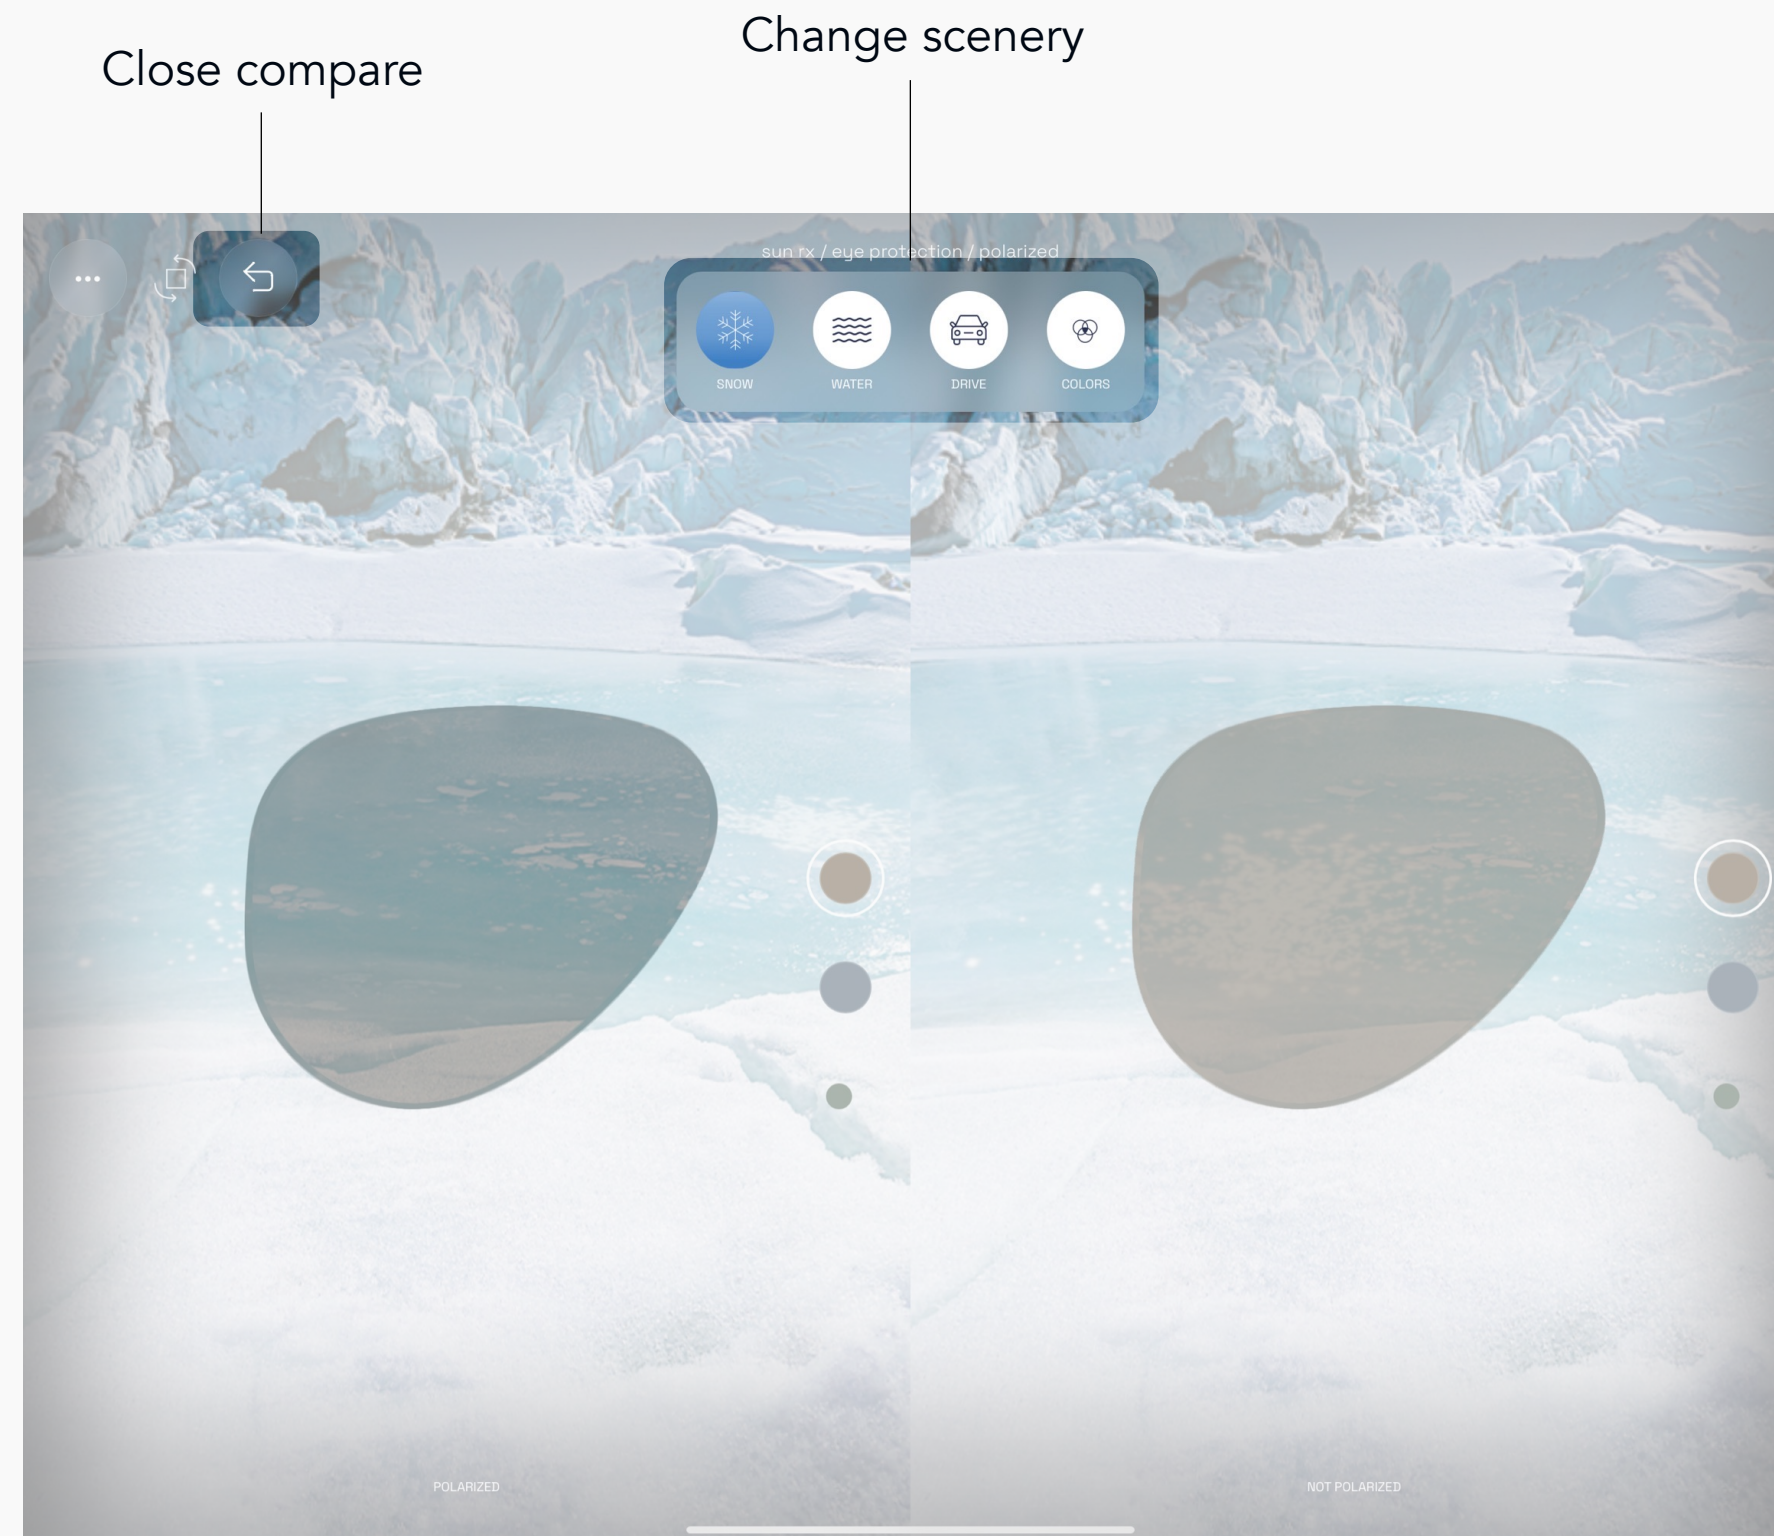 Change scenery
Close compare
sun rx / eye protection / polarized
SNOW
WATER
DRIVE
COLORS
POLARIZED
NOT POLARIZED